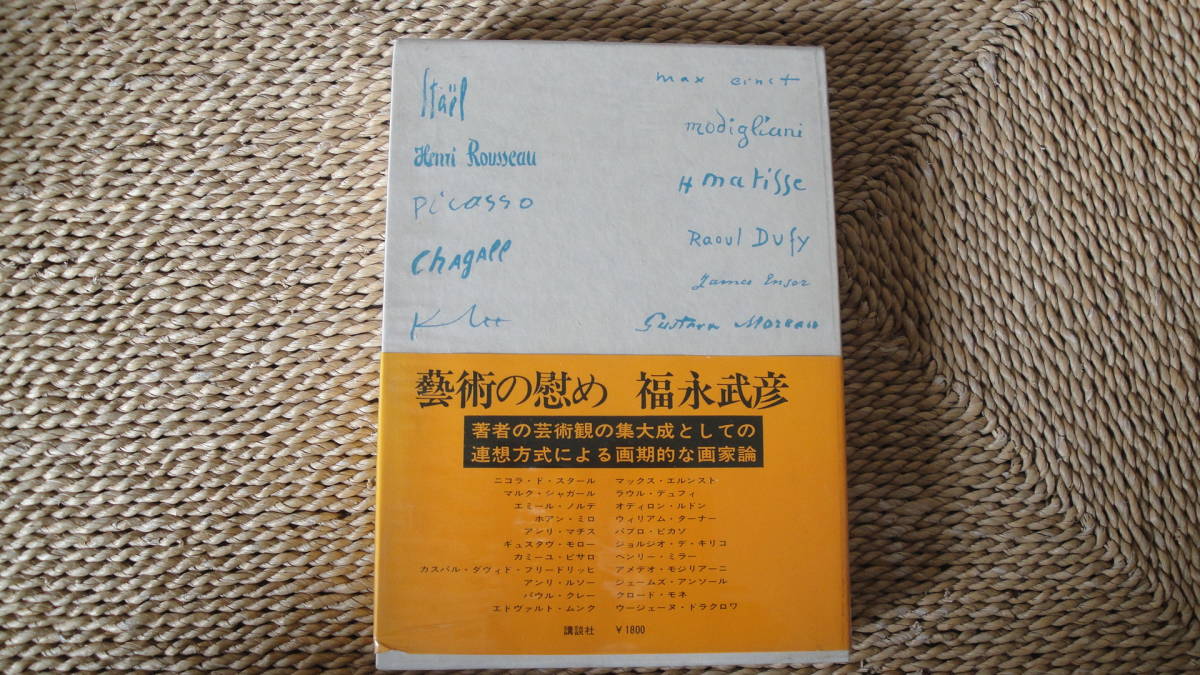 Staël
Henri Rousseau
Picasso
Chagall
Klee
max ernst
modigliani
H matisse
Raoul Dufy
James Ensor
Gustave Moreau
藝術の慰め 福永武彦
著者の芸術観の集大成としての
連想方式による画期的な画家論
ニコラ・ド・スタール
マルク・シャガール
エミール・ノルデ
ホアン・ミロ
アンリ・マチス
ギュスタヴ・モロー
カミーユ・ピサロ
カスパル・ダヴィド・フリードリッヒ
アンリ・ルソー
パウル・クレー
エドヴァルト・ムンク
マックス・エルンスト
ラウル・デュフィ
オディロン・ルドン
ウィリアム・ターナー
パブロ・ピカソ
ジョルジオ・デ・キリコ
ヘンリー・ミラー
アメデオ・モジリアーニ
ジェームズ・アンソール
クロード・モネ
ウージェーヌ・ドラクロワ
講談社 ￥1800